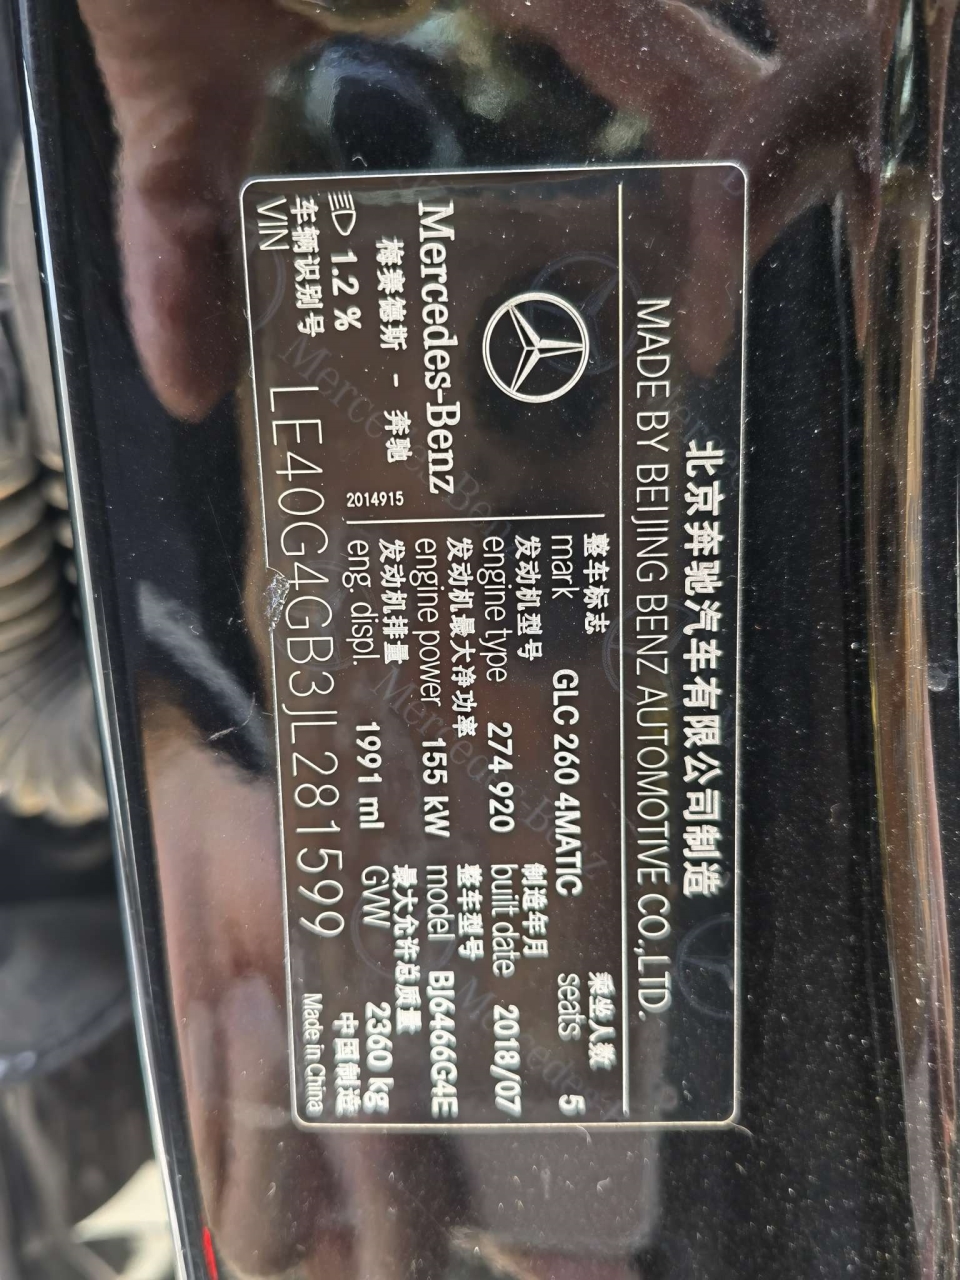 北京奔驰汽车有限公司制造
MADE BY BEIJING BENZ AUTOMOTIVE CO.,LTD.
整车标志
mark GLC 260 4MATIC
乘坐人数
seats 5
发动机型号
engine type 274 920
制造年月
built date 2018/07
发动机最大净功率
engine power 155 kW
整车型号
model BJ6466G4E
发动机排量
eng. displ. 1991 ml
最大允许总质量
GVW 2360 kg
Mercedes-Benz
梅赛德斯 - 奔驰
2014915
1.2 %
车辆识别号
VIN LE40G4GB3JL281599
中国制造
Made in China